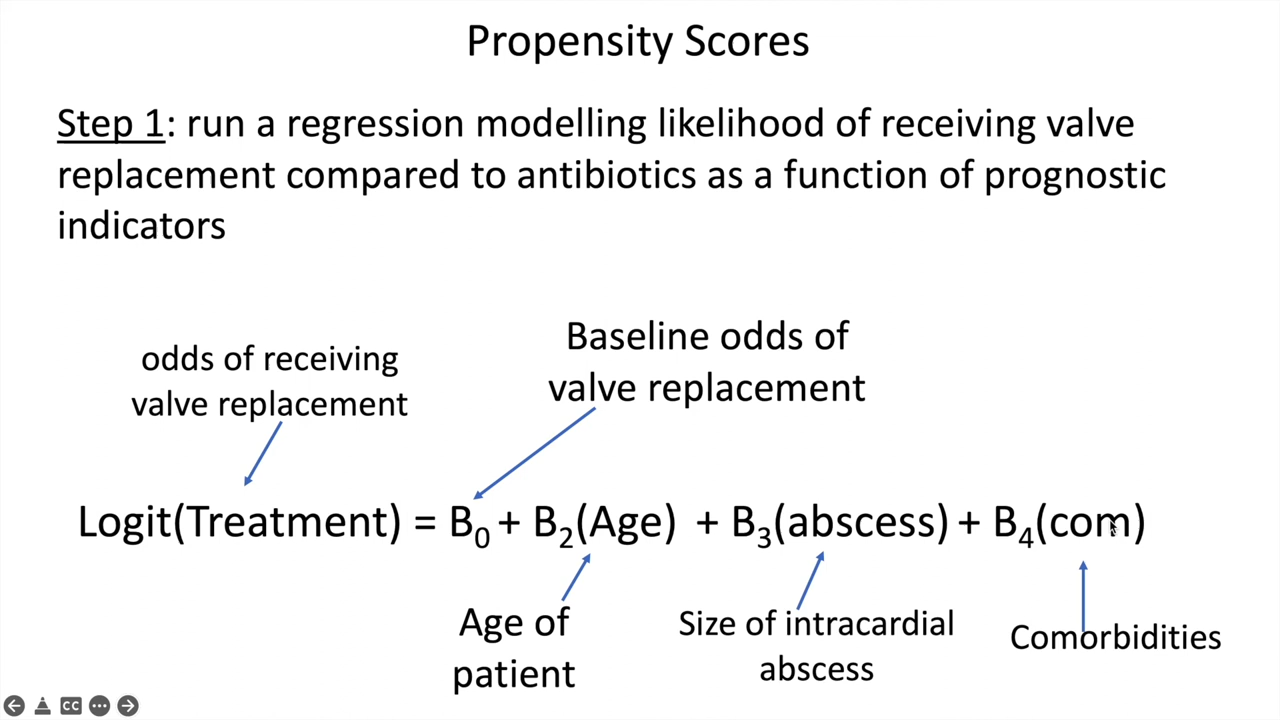 Propensity Scores
Step 1: run a regression modelling likelihood of receiving valve
replacement compared to antibiotics as a function of prognostic
indicators
odds of receiving
valve replacement
Baseline odds of
valve replacement
Logit(Treatment) = B₀ + B₂(Age) + B₃(abscess) + B₄(com)
Age of
patient
Size of intracardial
abscess
Comorbidities
CC